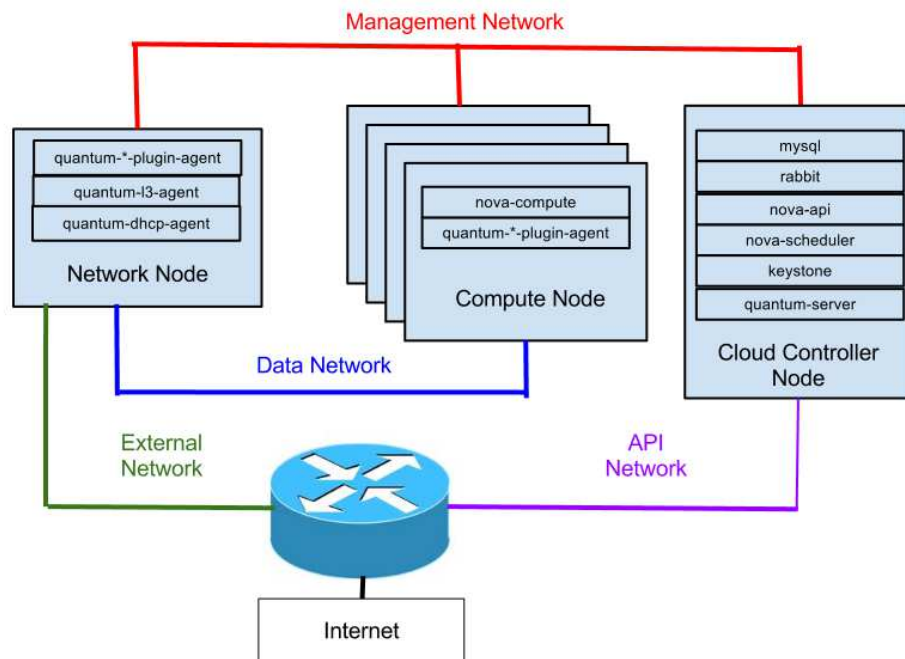 Management Network
quantum-*-plugin-agent
quantum-l3-agent
quantum-dhcp-agent
Network Node
nova-compute
quantum-*-plugin-agent
Compute Node
mysql
rabbit
nova-api
nova-scheduler
keystone
quantum-server
Cloud Controller
Node
Data Network
External
Network
API
Network
Internet